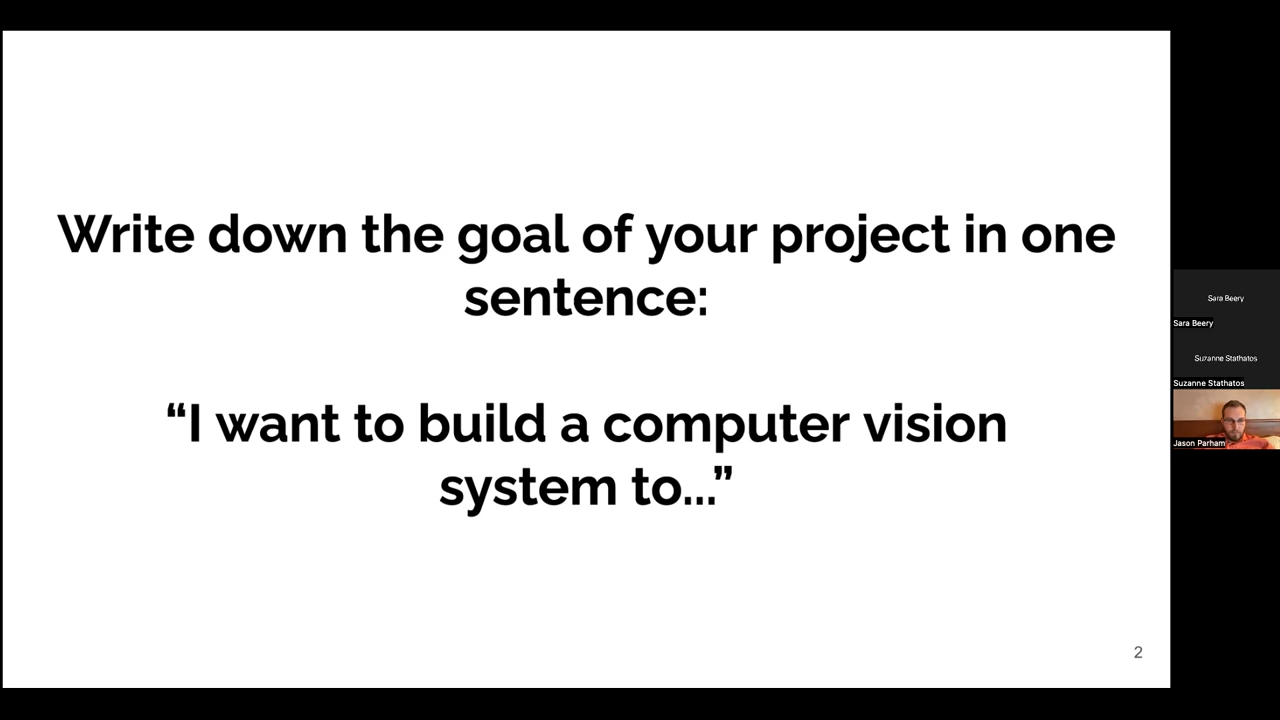 Write down the goal of your project in one
sentence:
“I want to build a computer vision
system to...”
2
Sara Beery
Sara Beery
Suzanne Stathatos
Suzanne Stathatos
Jason Parham